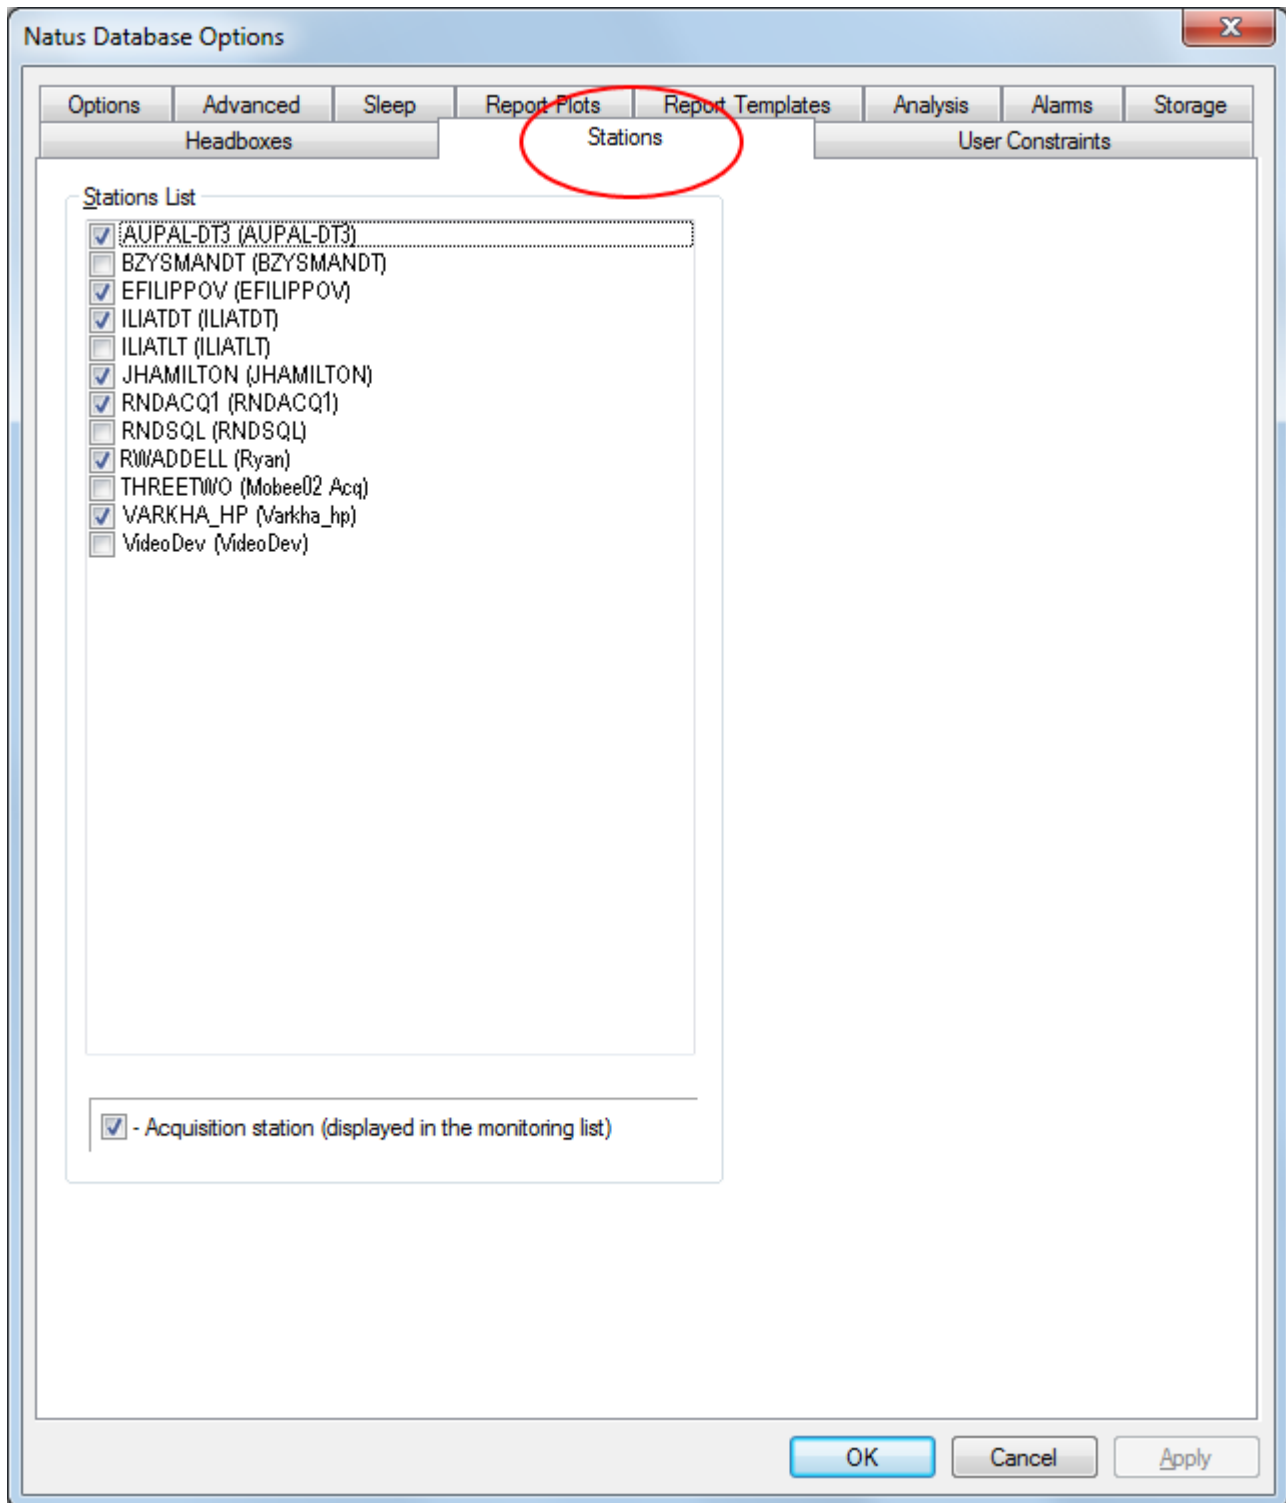 Natus Database Options
Options Advanced Sleep Report Plots Report Templates Analysis Alarms Storage
Headboxes Stations User Constraints
Stations List
AUPAL-DT3 (AUPAL-DT3)
BZYSMANDT (BZYSMANDT)
EFILIPPOV (EFILIPPOV)
ILIATDT (ILIATDT)
ILIATLT (ILIATLT)
JHAMILTON (JHAMILTON)
RNDACQ1 (RNDACQ1)
RNDSQL (RNDSQL)
RWADDELL (Ryan)
THREETWO (Mobee02 Acq)
VARKHA_HP (Varkha_hp)
VideoDev (VideoDev)
- Acquisition station (displayed in the monitoring list)
OK Cancel Apply